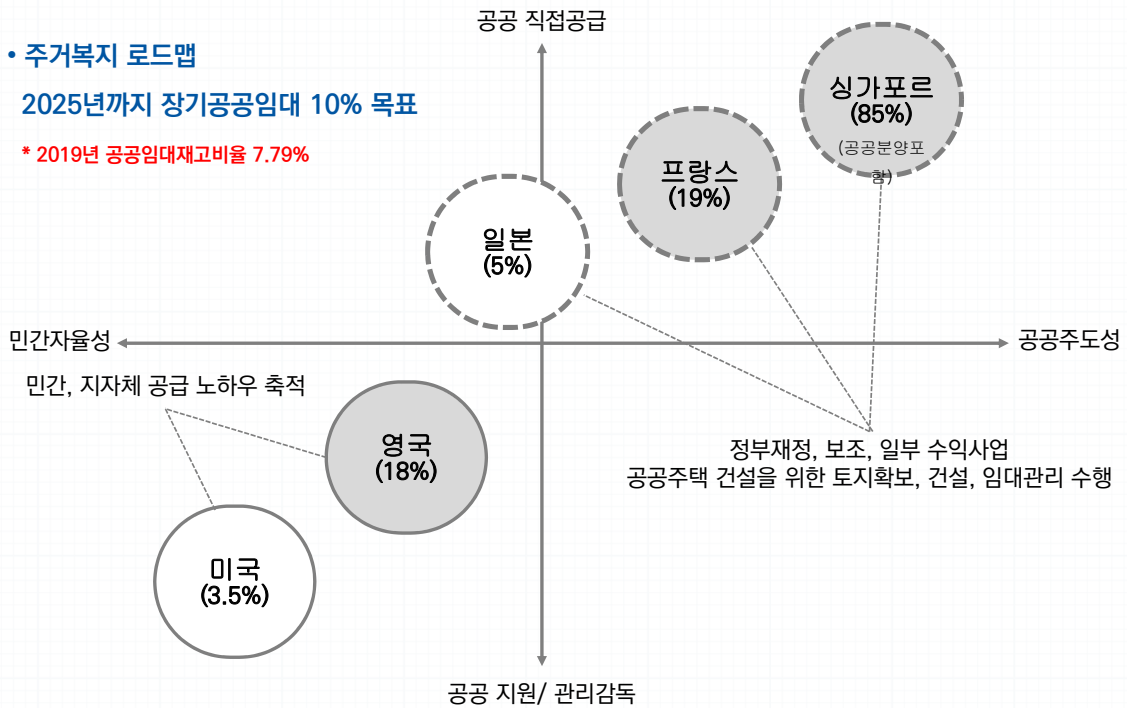 공공 직접공급
• 주거복지 로드맵
2025년까지 장기공공임대 10% 목표
* 2019년 공공임대재고비율 7.79%
싱가포르
(85%)
(공공분양포
함)
프랑스
(19%)
일본
(5%)
민간자율성
공공주도성
민간, 지자체 공급 노하우 축적
영국
(18%)
정부재정, 보조, 일부 수익사업
공공주택 건설을 위한 토지확보, 건설, 임대관리 수행
미국
(3.5%)
공공 지원/ 관리감독